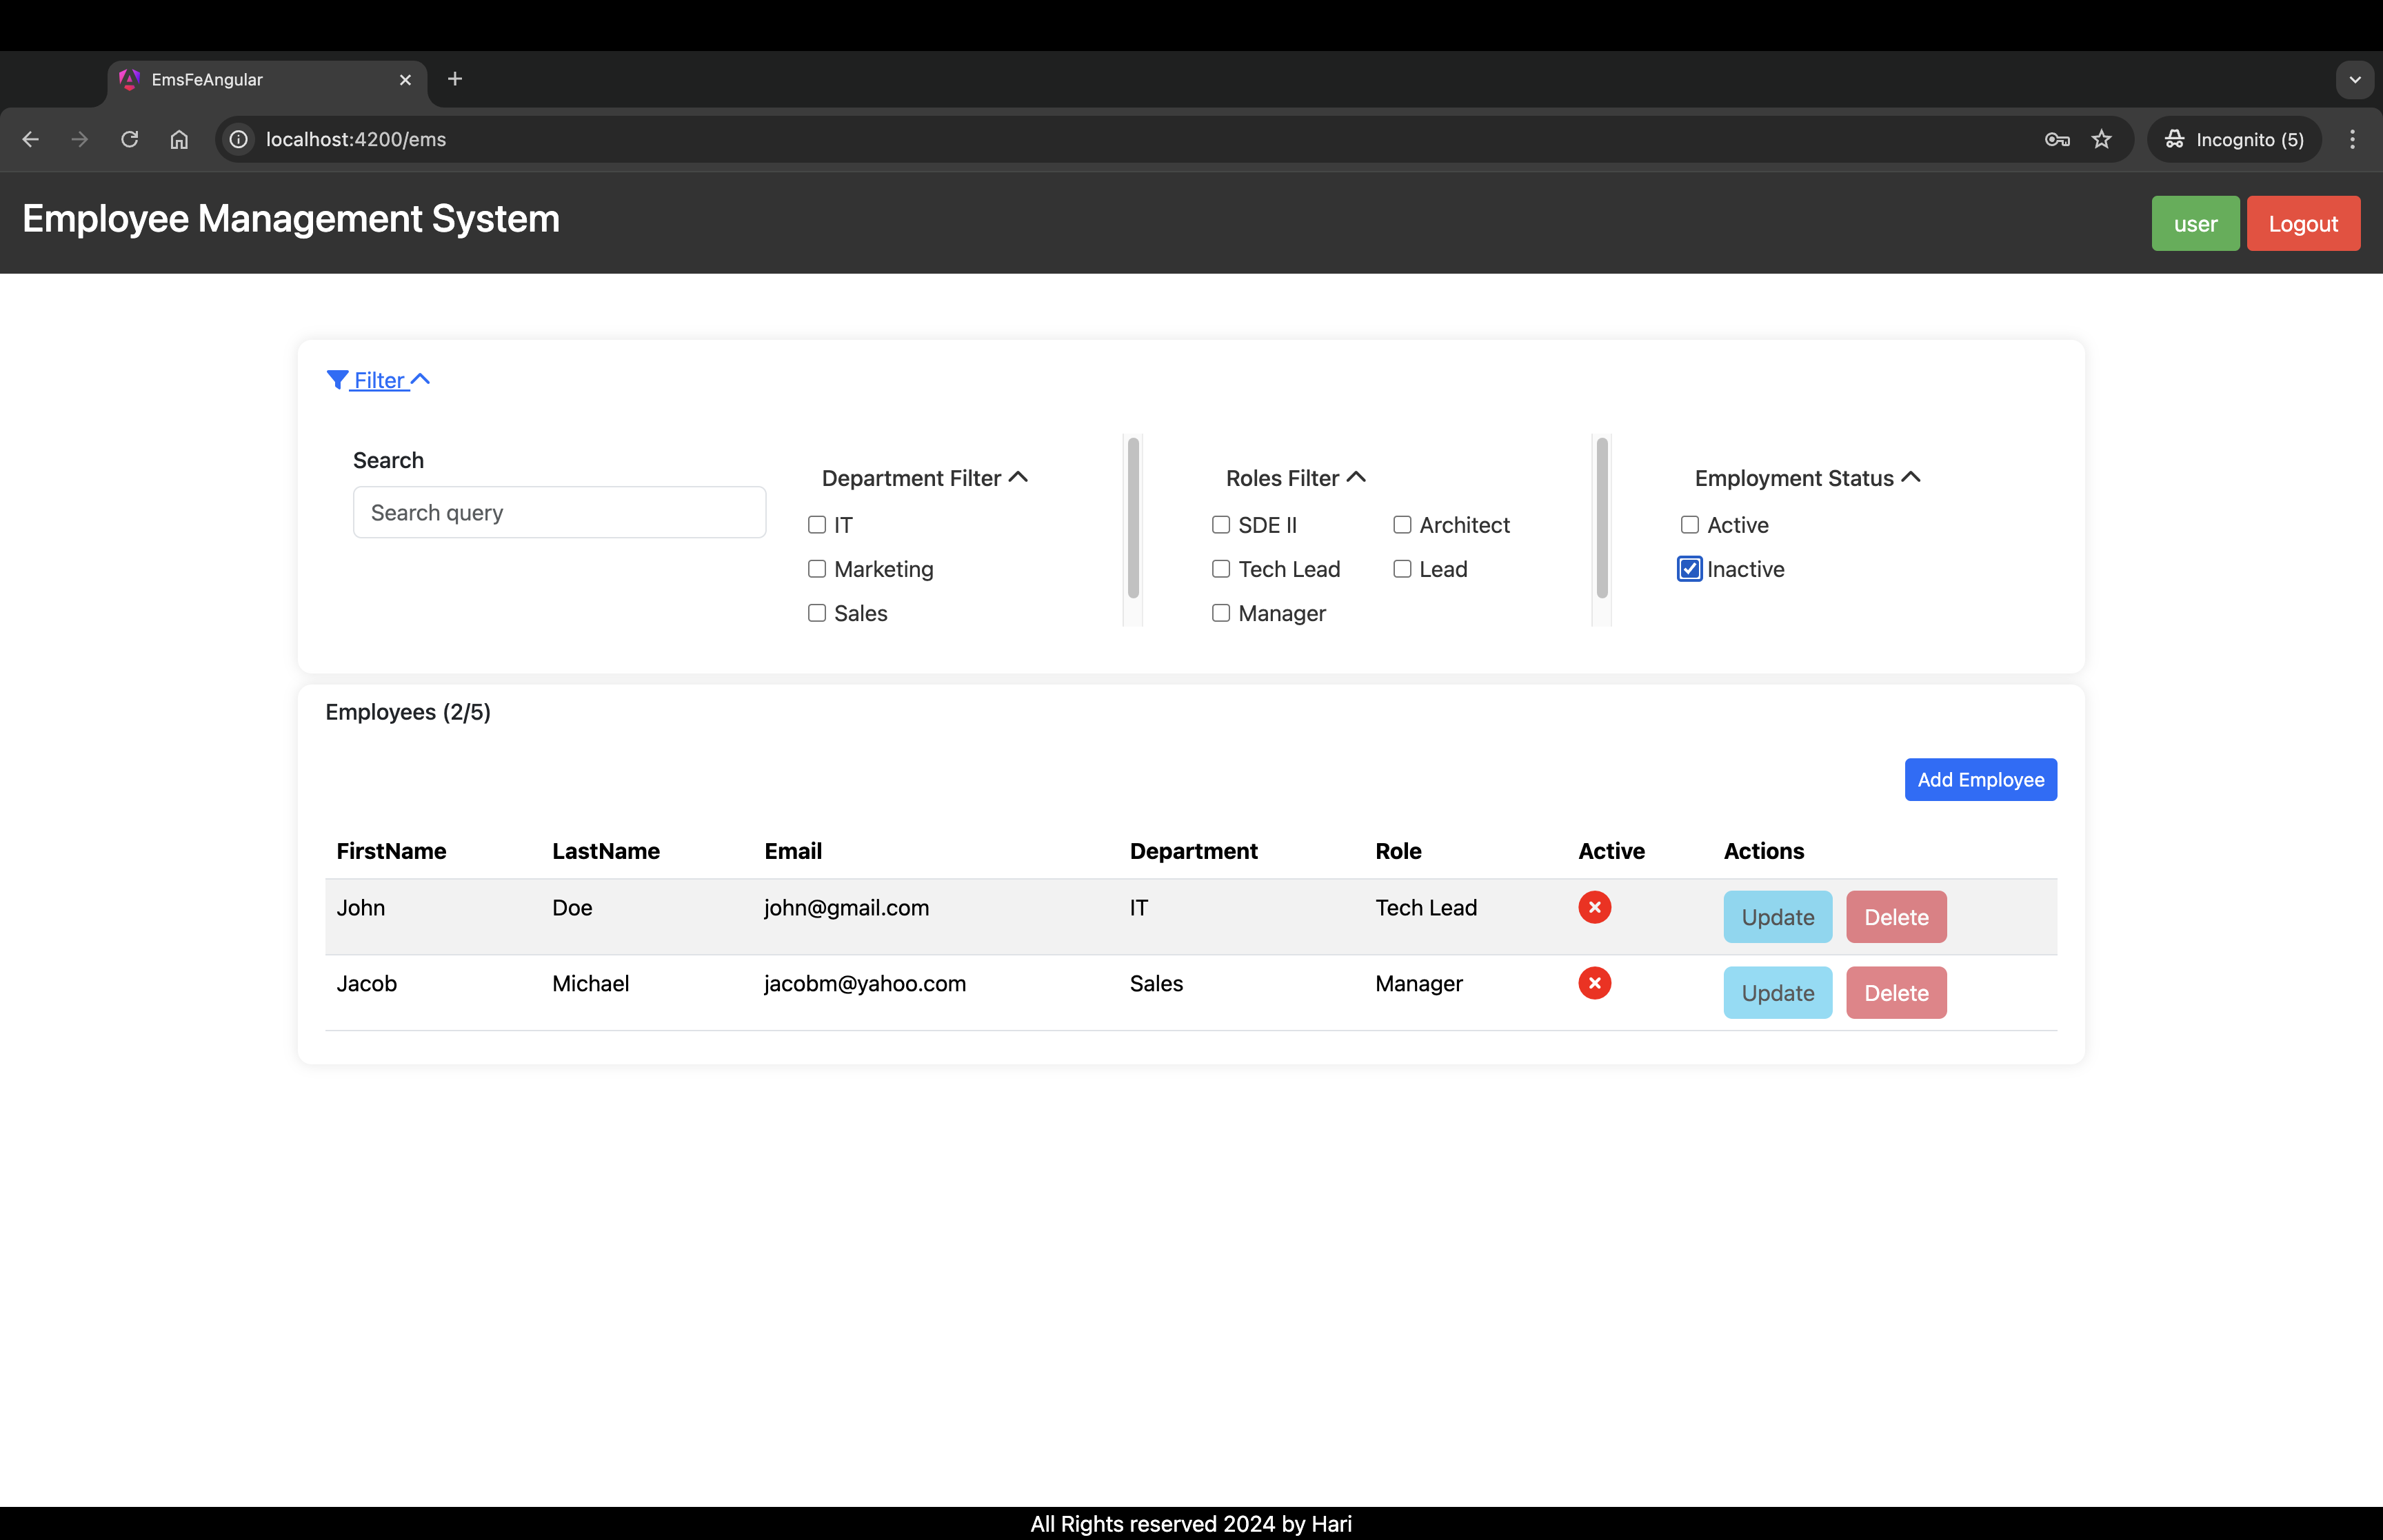 EmsFeAngular
localhost:4200/ems
Incognito (5)
Employee Management System
user
Logout
Filter
Search
Search query
Department Filter
IT
Marketing
Sales
Roles Filter
SDE II
Architect
Tech Lead
Lead
Manager
Employment Status
Active
Inactive
Employees (2/5)
Add Employee
FirstName LastName Email Department Role Active Actions
John Doe john@gmail.com IT Tech Lead Update Delete
Jacob Michael jacobm@yahoo.com Sales Manager Update Delete
All Rights reserved 2024 by Hari